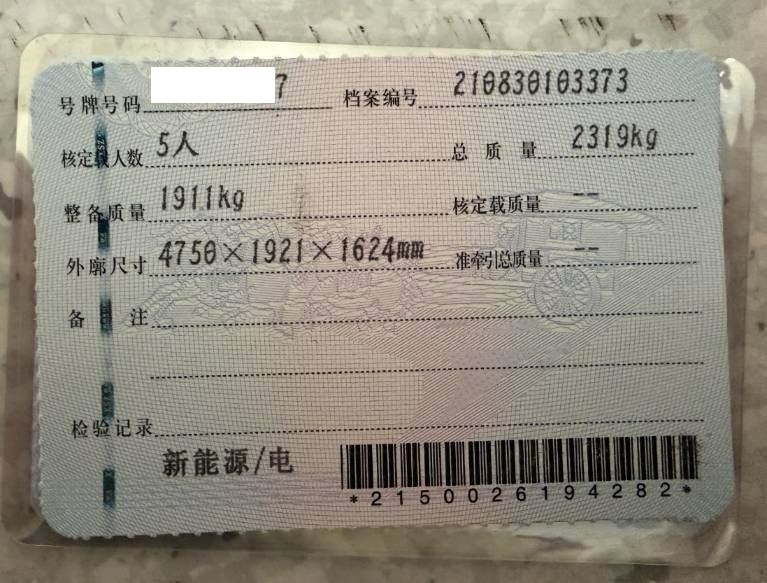 号牌号码 7 档案编号 210830103373
核定载人数 5人 总质量 2319kg
整备质量 1911kg 核定载质量 --
外廓尺寸 4750×1921×1624mm 准牵引总质量 --
备注
检验记录
新能源/电
*2150026194282*